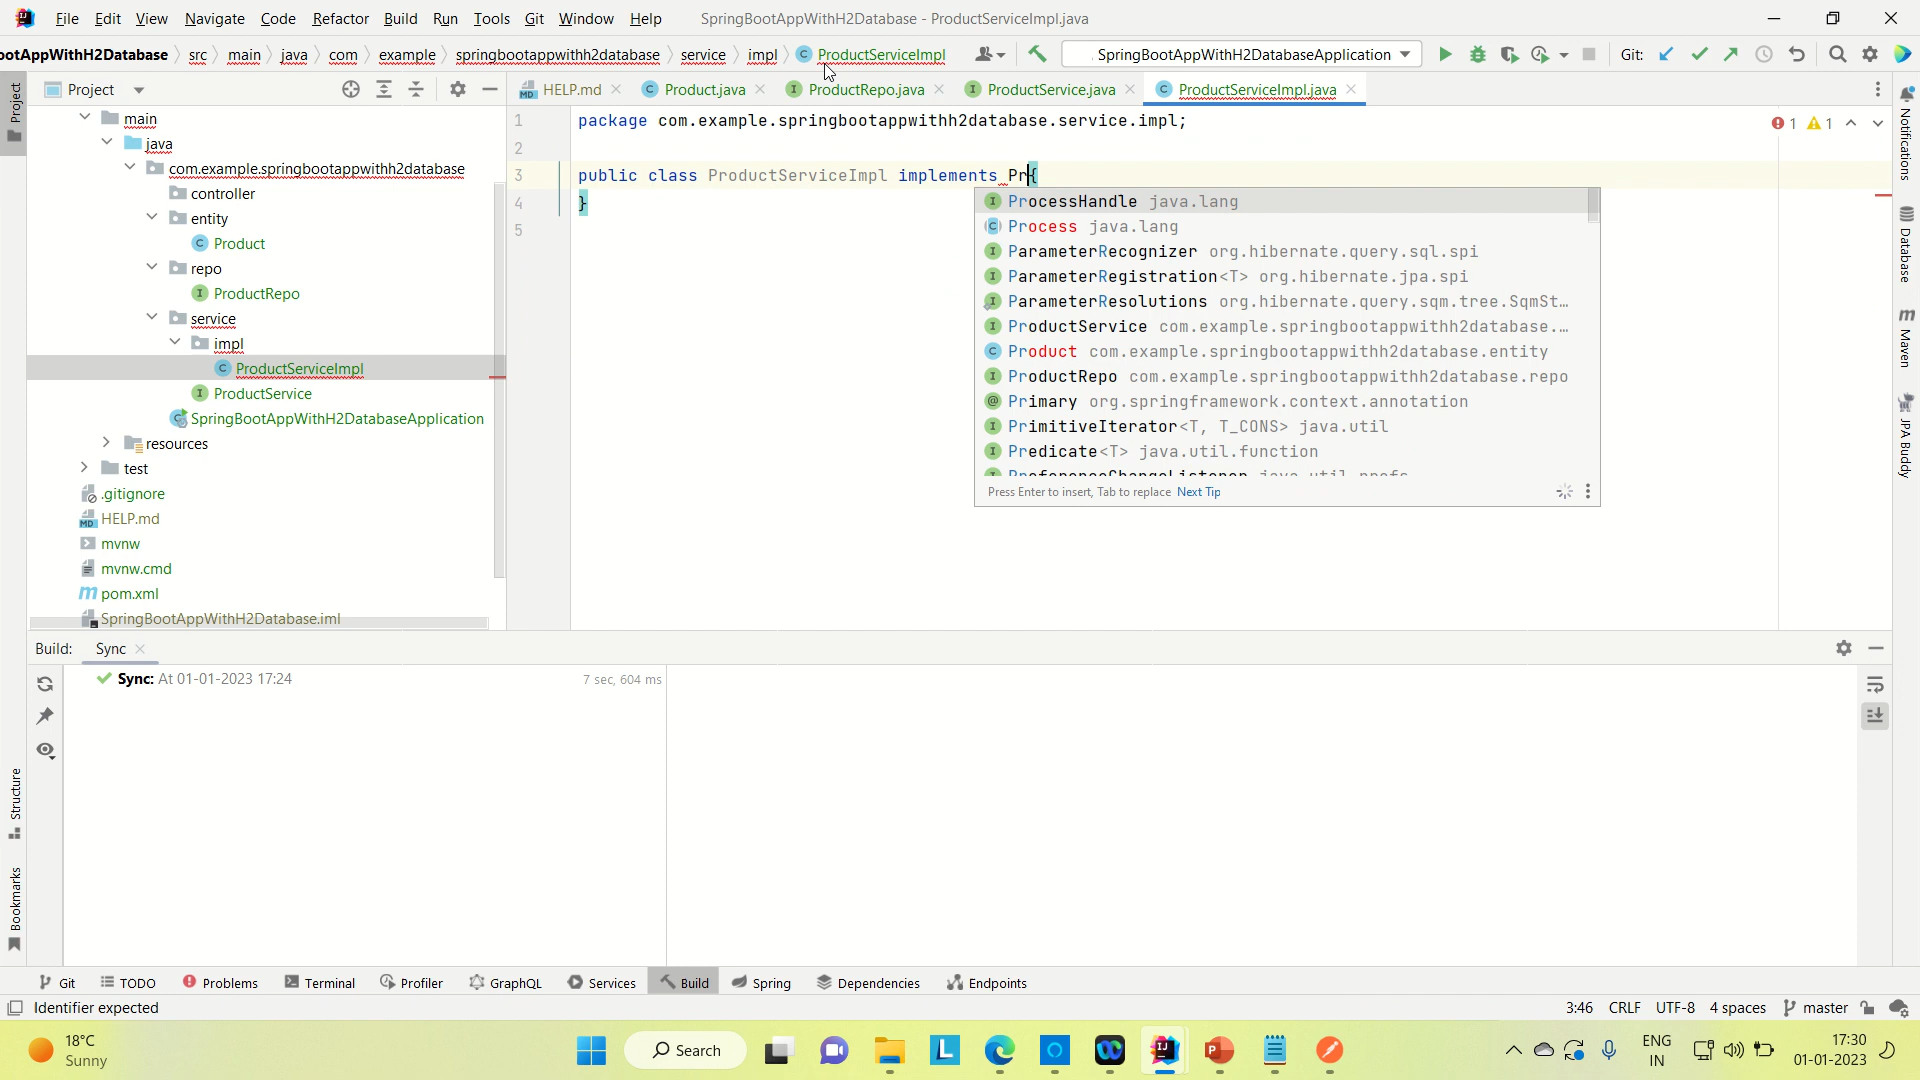 File Edit View Navigate Code Refactor Build Run Tools Git Window Help SpringBootAppWithH2Database - ProductServiceImpl.java
ootAppWithH2Database src main java com example springbootappwithh2database service impl ProductServiceImpl SpringBootAppWithH2DatabaseApplication Git:
Project
Project
HELP.md Product.java ProductRepo.java ProductService.java ProductServiceImpl.java
main
java
com.example.springbootappwithh2database
controller
entity
Product
repo
ProductRepo
service
impl
ProductServiceImpl
ProductService
SpringBootAppWithH2DatabaseApplication
resources
test
.gitignore
HELP.md
mvnw
mvnw.cmd
pom.xml
SpringBootAppWithH2Database.iml
1 package com.example.springbootappwithh2database.service.impl;
2
3 public class ProductServiceImpl implements Pr{
4 }
5
1 1
ProcessHandle java.lang
Process java.lang
ParameterRecognizer org.hibernate.query.sql.spi
ParameterRegistration<T> org.hibernate.jpa.spi
ParameterResolutions org.hibernate.query.sqm.tree.SqmSt…
ProductService com.example.springbootappwithh2database.…
Product com.example.springbootappwithh2database.entity
ProductRepo com.example.springbootappwithh2database.repo
Primary org.springframework.context.annotation
PrimitiveIterator<T, T_CONS> java.util
Predicate<T> java.util.function
PreferenceChangeListener java.util.prefs
Press Enter to insert, Tab to replace Next Tip
Notifications
Database
Maven
JPA Buddy
Structure
Bookmarks
Build: Sync
Sync: At 01-01-2023 17:24 7 sec, 604 ms
Git TODO Problems Terminal Profiler GraphQL Services Build Spring Dependencies Endpoints
Identifier expected 3:46 CRLF UTF-8 4 spaces master
18°C
Sunny
Search
ENG
IN
17:30
01-01-2023